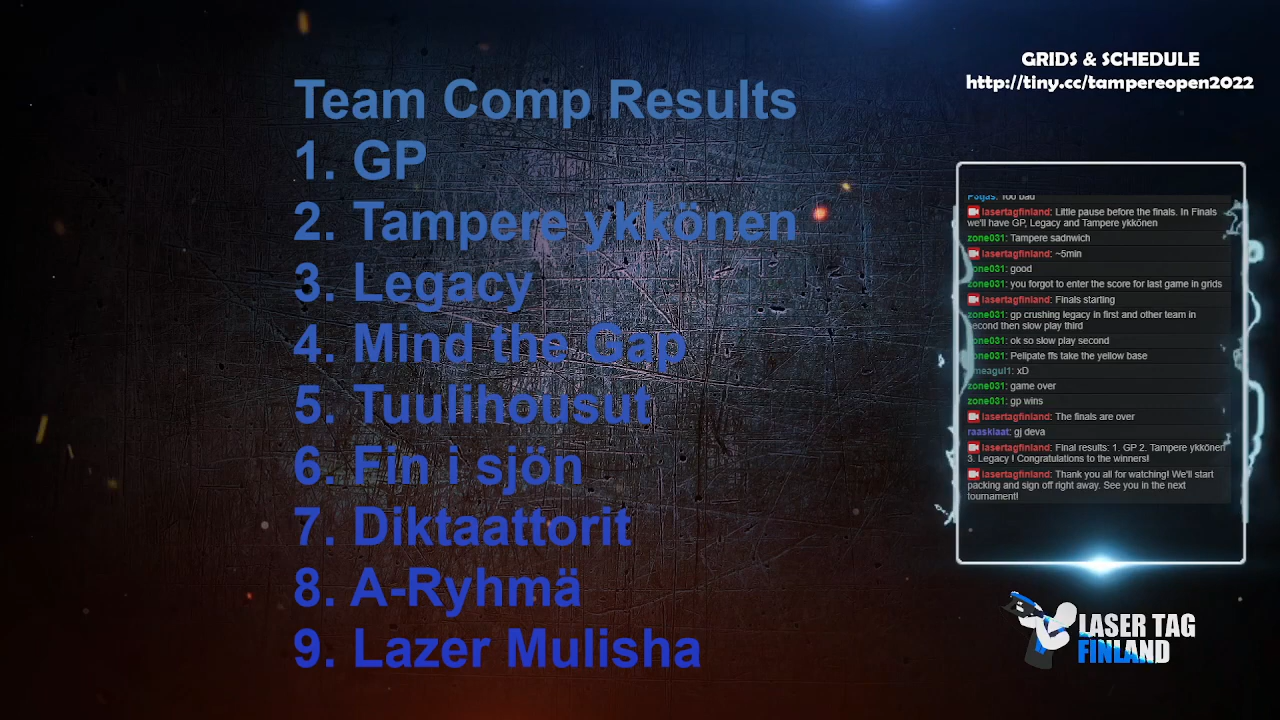 Team Comp Results
1. GP
2. Tampere ykkönen
3. Legacy
4. Mind the Gap
5. Tuulihousut
6. Fin i sjön
7. Diktaattorit
8. A-Ryhmä
9. Lazer Mulisha
GRIDS & SCHEDULE
http://tiny.cc/tampereopen2022
lasertagfinland: Little pause before the finals. In Finals
we'll have GP, Legacy and Tampere ykkönen
zone031: Tampere sadnwich
lasertagfinland: ~5min
zone031: good
zone031: you forgot to enter the score for last game in grids
lasertagfinland: Finals starting
zone031: gp crushing legacy in first and other team in
second then slow play third
zone031: ok so slow play second
zone031: Pelipate ffs take the yellow base
xD
zone031: game over
zone031: gp wins
lasertagfinland: The finals are over
raasklaat: gj deva
lasertagfinland: Final results: 1. GP 2. Tampere ykkönen
3. Legacy ! Congratulations to the winners!
lasertagfinland: Thank you all for watching! We'll start
packing and sign off right away. See you in the next
tournament!
LASER TAG
FINLAND